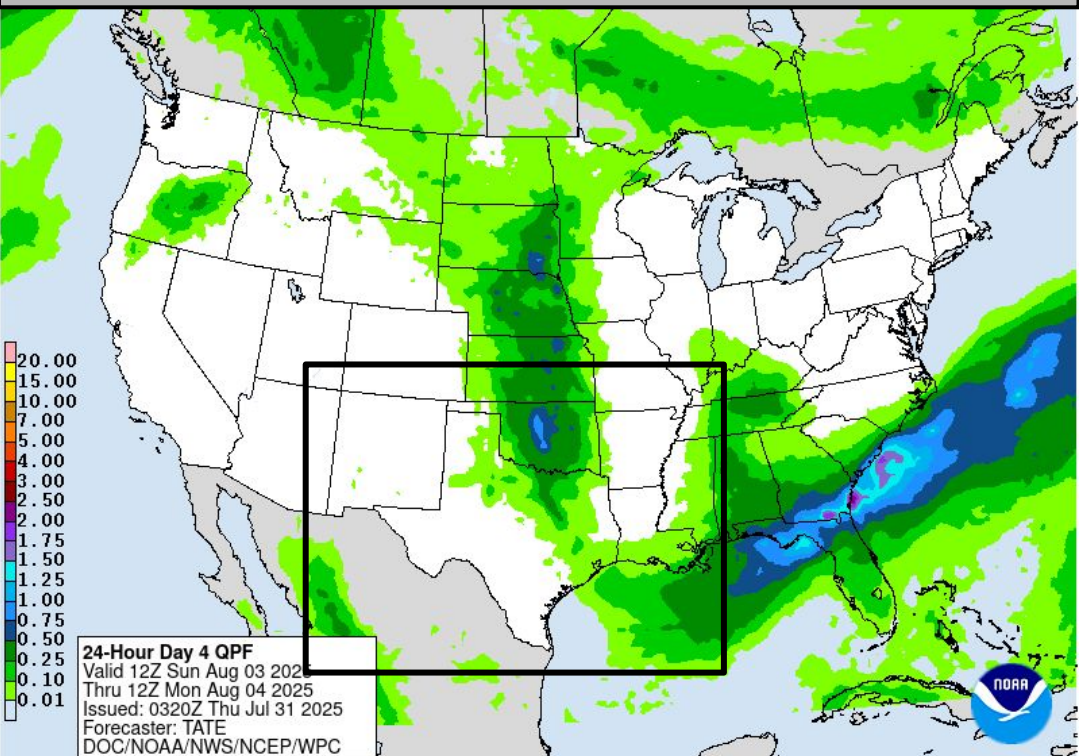 20.00
15.00
10.00
7.00
5.00
4.00
3.00
2.50
2.00
1.75
1.50
1.25
1.00
0.75
0.50
0.25
0.10
0.01
24-Hour Day 4 QPF
Valid 12Z Sun Aug 03 2025
Thru 12Z Mon Aug 04 2025
Issued: 0320Z Thu Jul 31 2025
Forecaster: TATE
DOC/NOAA/NWS/NCEP/WPC
NOAA